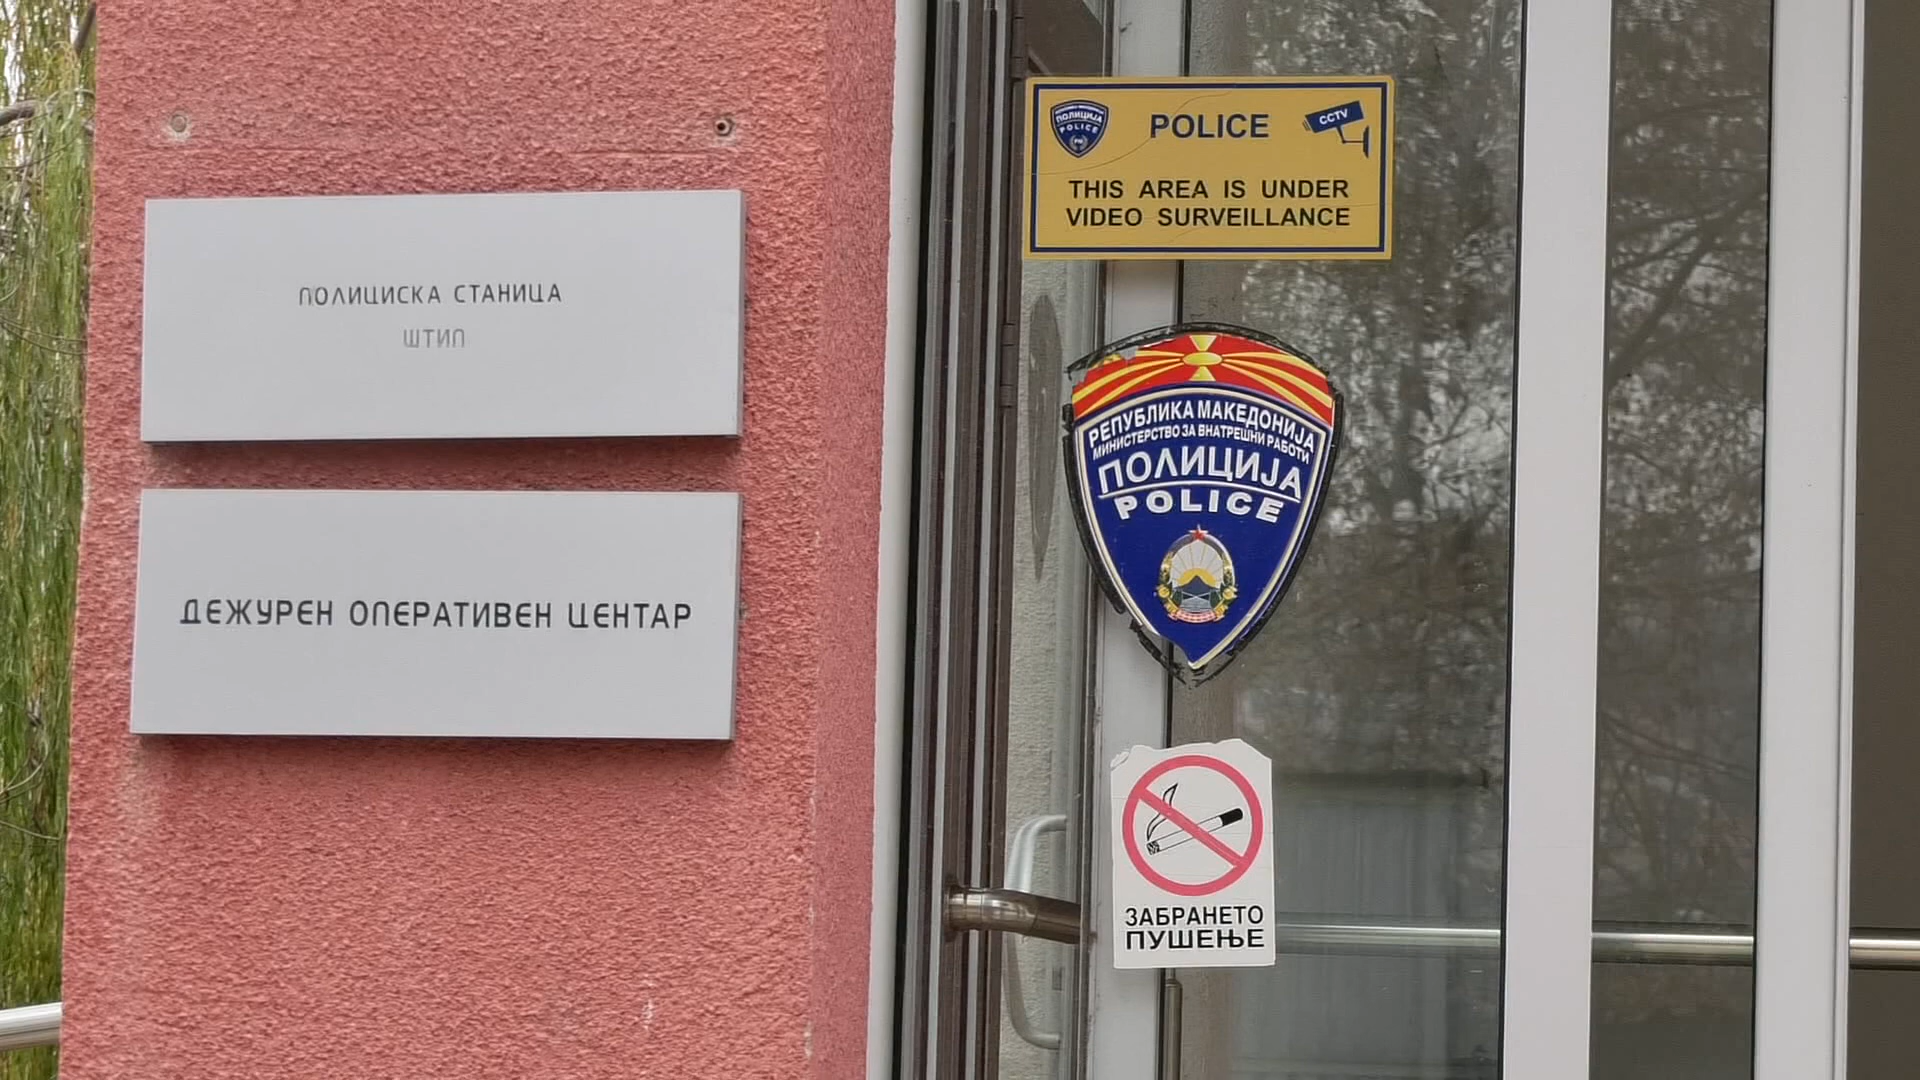 ПОЛИЦИСКА СТАНИЦА
ШТИП
ДЕЖУРЕН ОПЕРАТИВЕН ЦЕНТАР
ПОЛИЦИЈА
POLICE
POLICE
CCTV
THIS AREA IS UNDER
VIDEO SURVEILLANCE
РЕПУБЛИКА МАКЕДОНИЈА
МИНИСТЕРСТВО ЗА ВНАТРЕШНИ РАБОТИ
ПОЛИЦИЈА
POLICE
ЗАБРАНЕТО
ПУШЕЊЕ